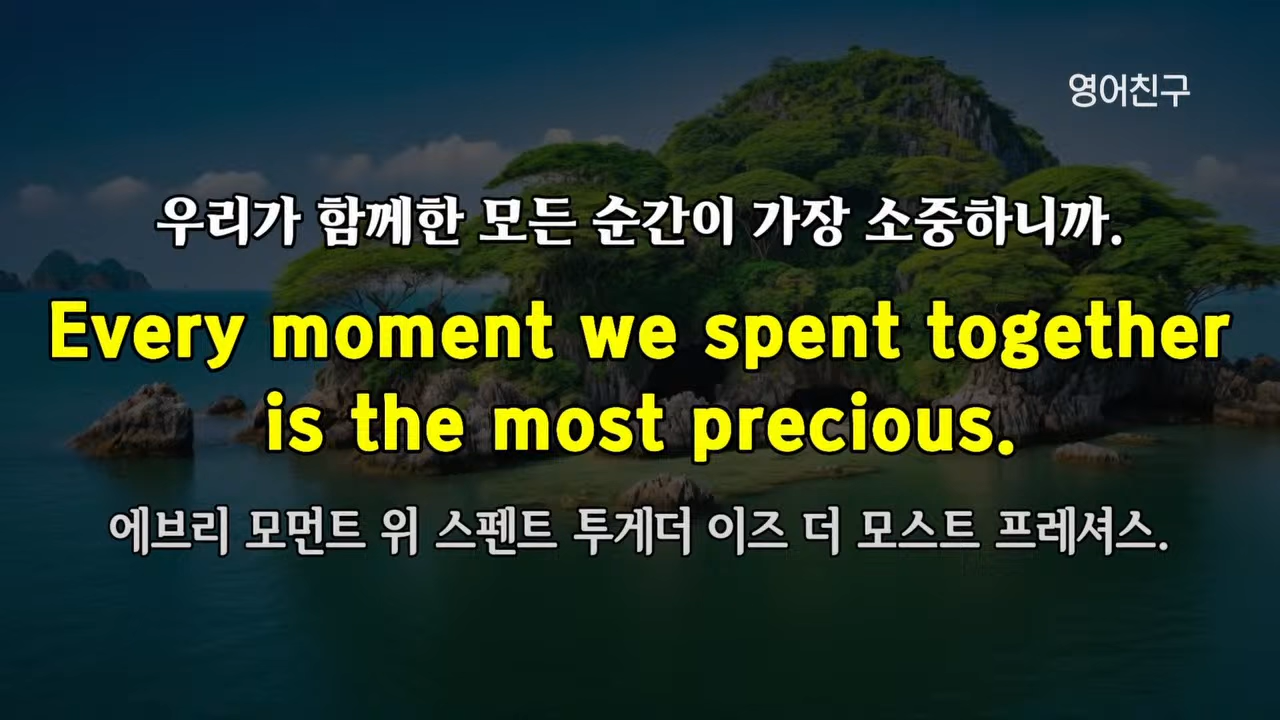 영어친구
우리가 함께한 모든 순간이 가장 소중하니까.
Every moment we spent together
is the most precious.
에브리 모먼트 위 스펜트 투게더 이즈 더 모스트 프레셔스.